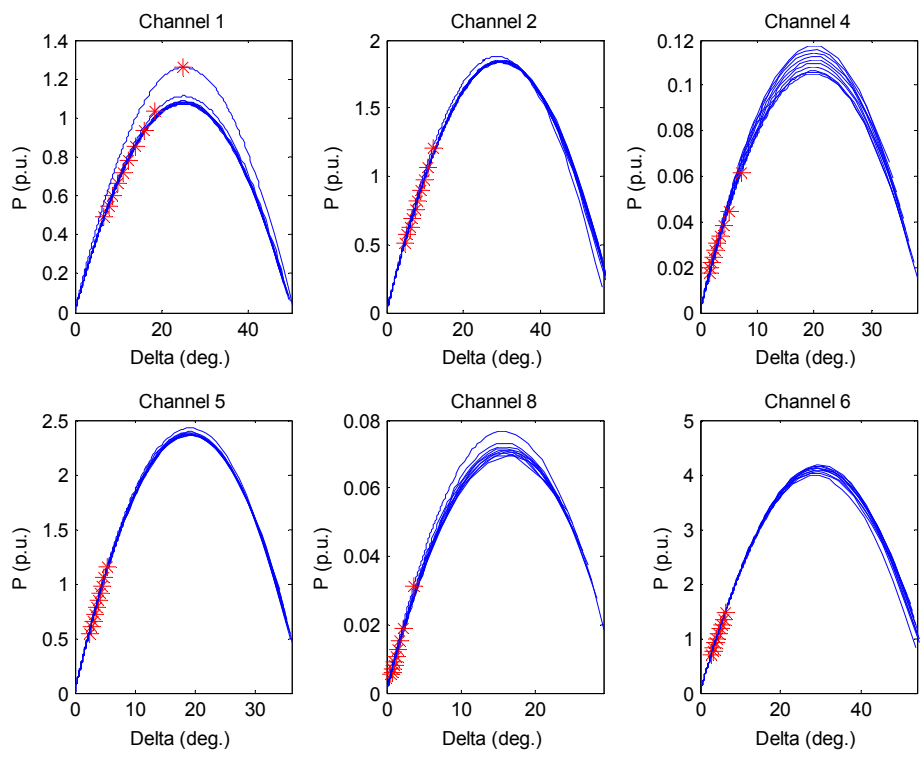 Channel 1
1.4
1.2
1
0.8
0.6
0.4
0.2
0
P (p.u.)
0 20 40
Delta (deg.)
Channel 2
2
1.5
1
0.5
0
P (p.u.)
0 20 40
Delta (deg.)
Channel 4
0.12
0.1
0.08
0.06
0.04
0.02
0
P (p.u.)
0 10 20 30
Delta (deg.)
Channel 5
2.5
2
1.5
1
0.5
0
P (p.u.)
0 10 20 30
Delta (deg.)
Channel 8
0.08
0.06
0.04
0.02
0
P (p.u.)
0 10 20
Delta (deg.)
Channel 6
5
4
3
2
1
0
P (p.u.)
0 20 40
Delta (deg.)